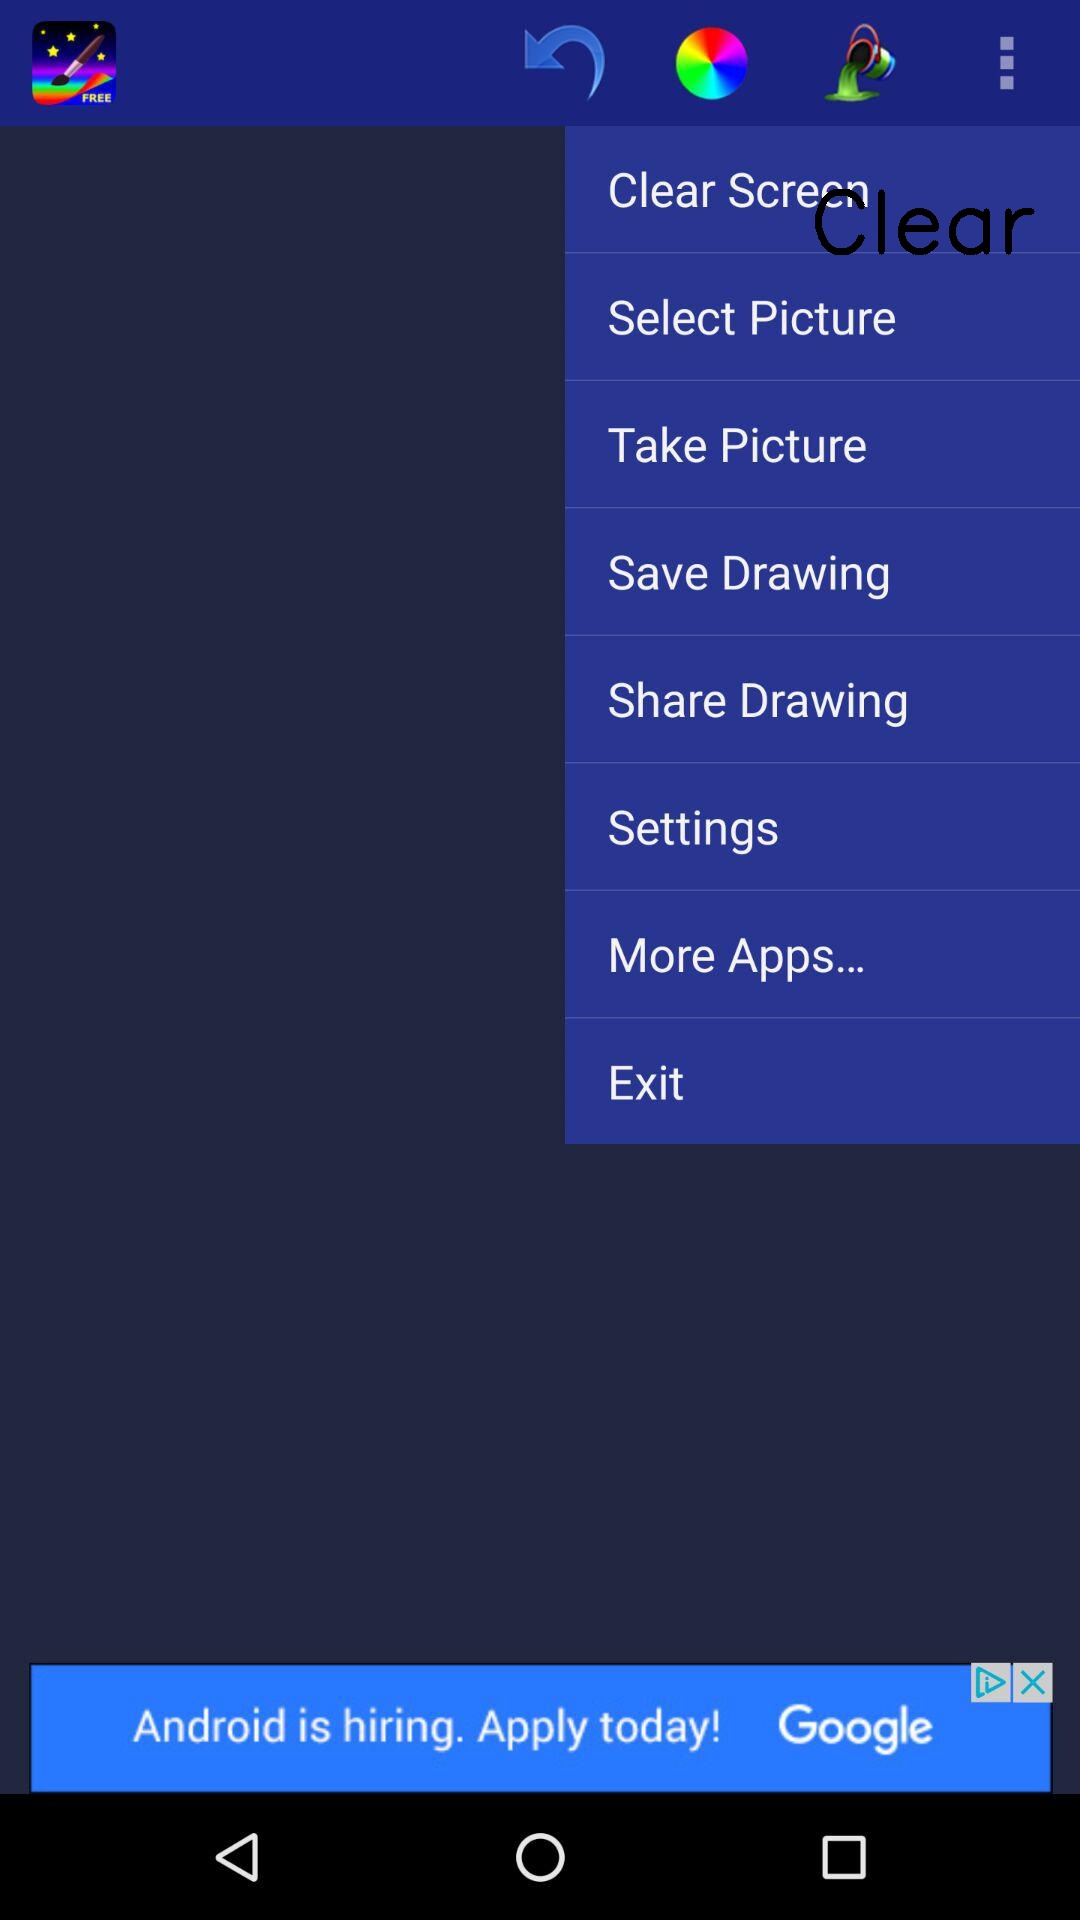 FREE
Clear Screen
Clear
Select Picture
Take Picture
Save Drawing
Share Drawing
Settings
More Apps...
Exit
Android is hiring. Apply today! Google